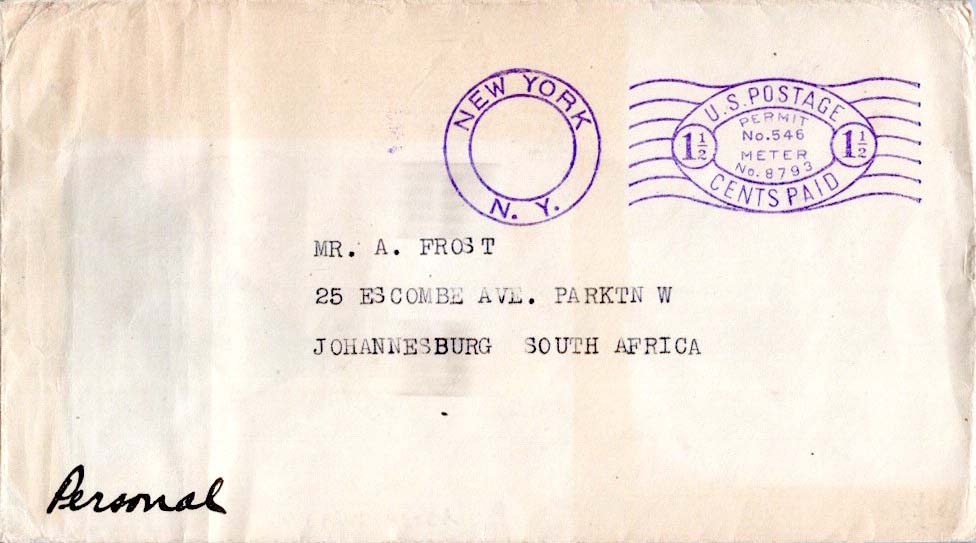 NEW YORK
N. Y.
U.S. POSTAGE
PERMIT
No. 546
1½ 1½
METER
No. 8793
CENTS PAID
MR. A. FROST
25 ESCOMBE AVE. PARKTN W
JOHANNESBURG SOUTH AFRICA
Personal